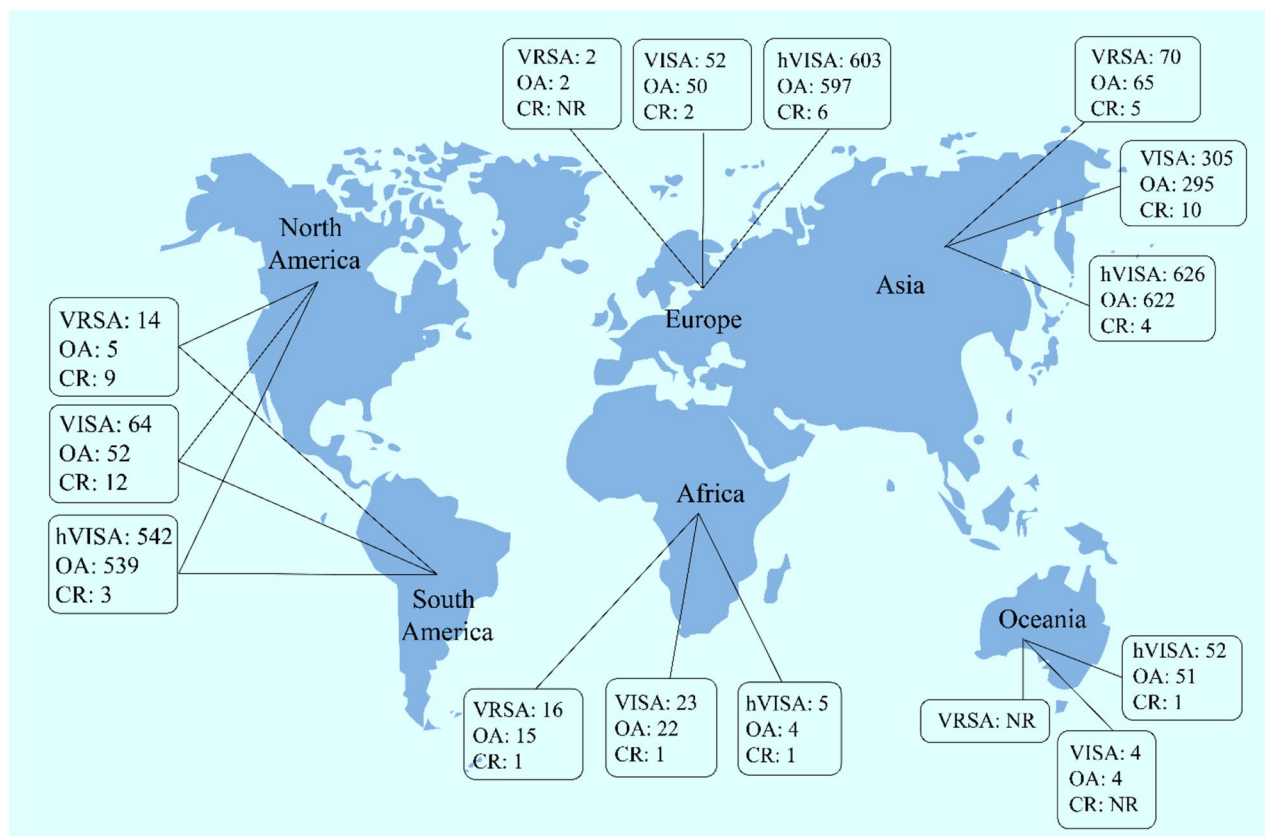 VRSA: 2
OA: 2
CR: NR
VISA: 52
OA: 50
CR: 2
hVISA: 603
OA: 597
CR: 6
VRSA: 70
OA: 65
CR: 5
VISA: 305
OA: 295
CR: 10
hVISA: 626
OA: 622
CR: 4
North
America
Asia
Europe
VRSA: 14
OA: 5
CR: 9
VISA: 64
OA: 52
CR: 12
hVISA: 542
OA: 539
CR: 3
Africa
South
America
Oceania
VRSA: 16
OA: 15
CR: 1
VISA: 23
OA: 22
CR: 1
hVISA: 5
OA: 4
CR: 1
VRSA: NR
hVISA: 52
OA: 51
CR: 1
VISA: 4
OA: 4
CR: NR